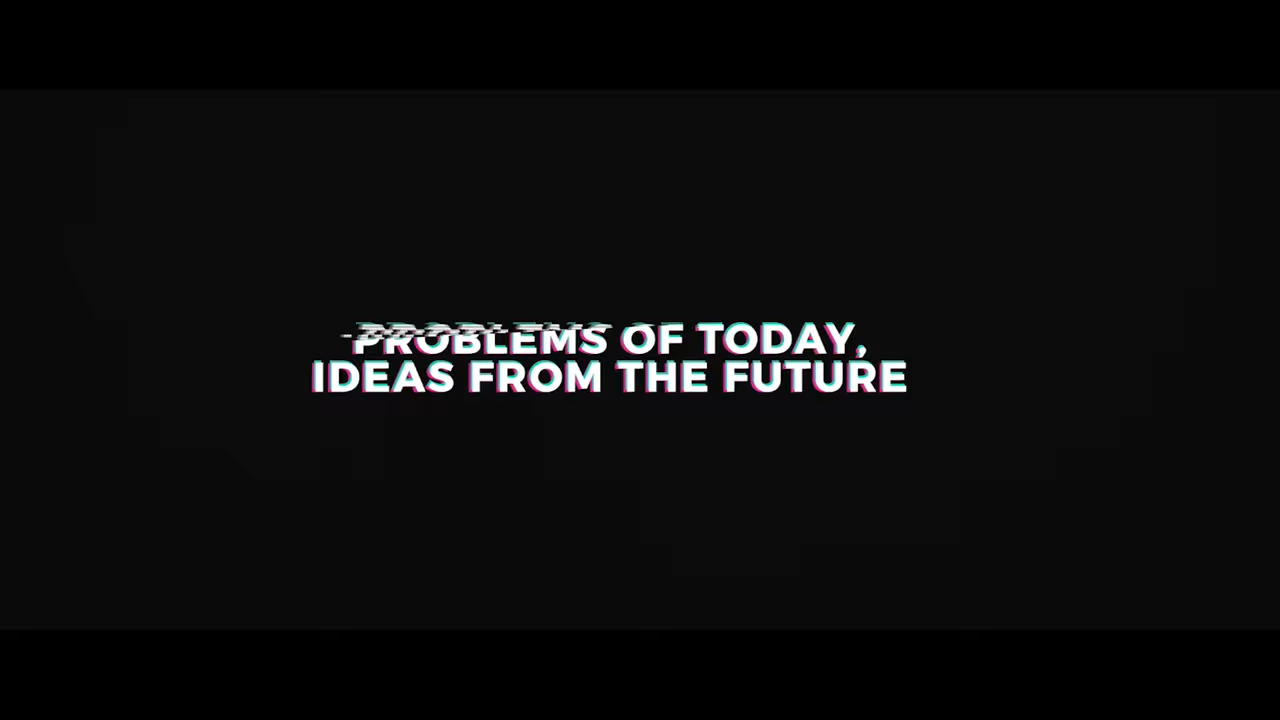 PROBLEMS OF TODAY,
IDEAS FROM THE FUTURE